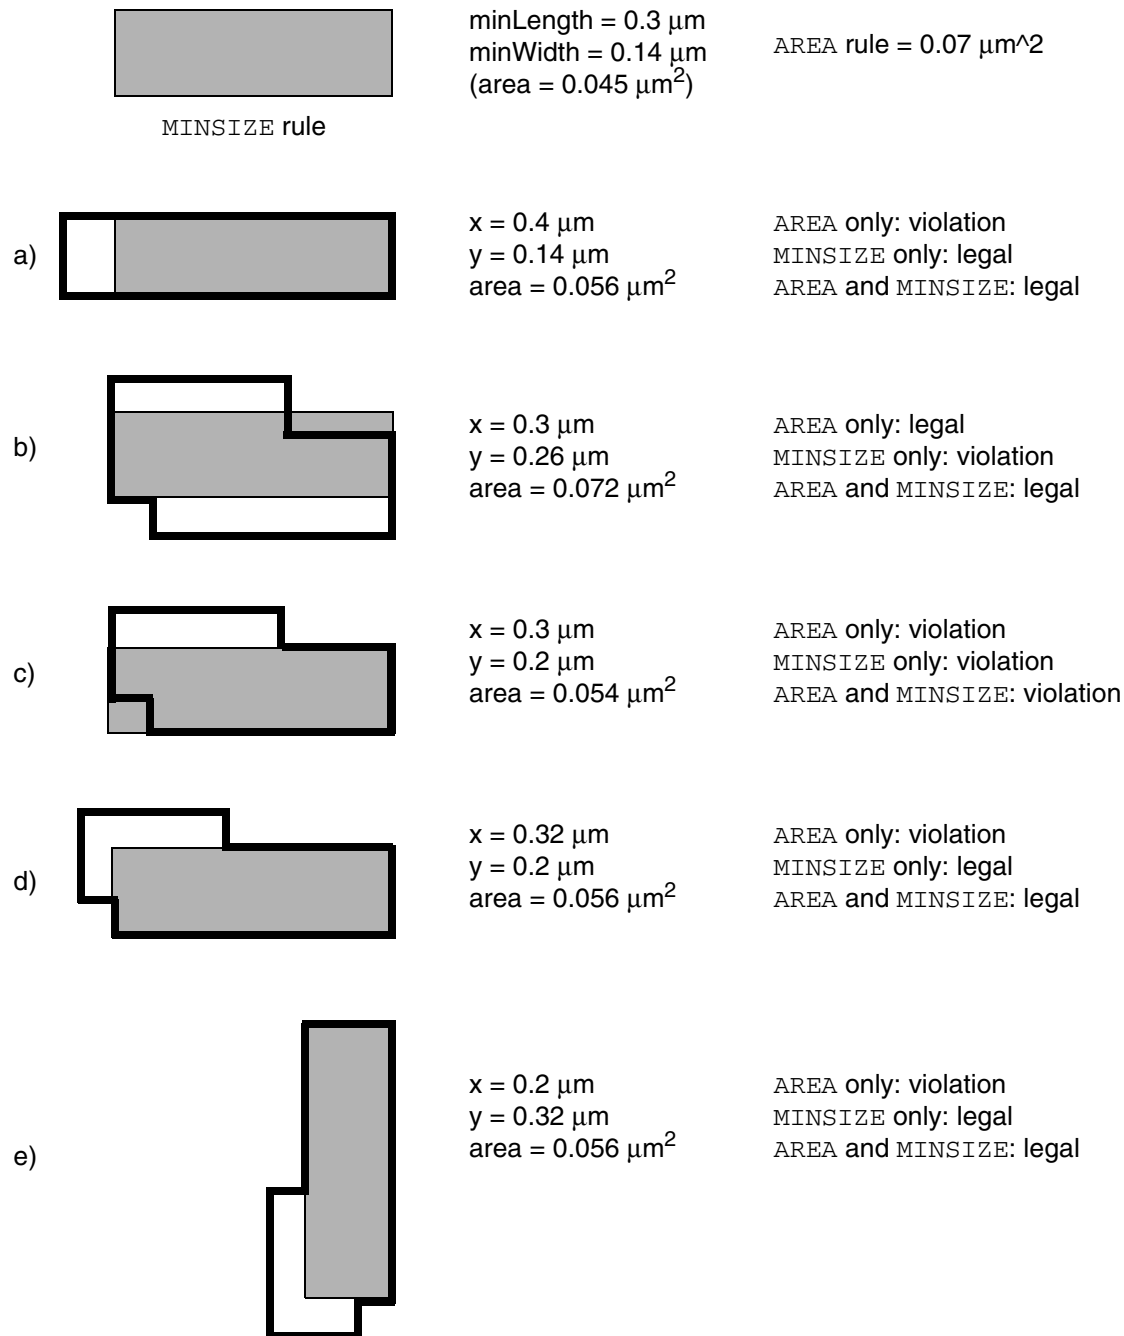 minLength = 0.3 μm
minWidth = 0.14 μm
(area = 0.045 μm²)
AREA rule = 0.07 μm^2
MINSIZE rule
a)
x = 0.4 μm
y = 0.14 μm
area = 0.056 μm²
AREA only: violation
MINSIZE only: legal
AREA and MINSIZE: legal
b)
x = 0.3 μm
y = 0.26 μm
area = 0.072 μm²
AREA only: legal
MINSIZE only: violation
AREA and MINSIZE: legal
c)
x = 0.3 μm
y = 0.2 μm
area = 0.054 μm²
AREA only: violation
MINSIZE only: violation
AREA and MINSIZE: violation
d)
x = 0.32 μm
y = 0.2 μm
area = 0.056 μm²
AREA only: violation
MINSIZE only: legal
AREA and MINSIZE: legal
e)
x = 0.2 μm
y = 0.32 μm
area = 0.056 μm²
AREA only: violation
MINSIZE only: legal
AREA and MINSIZE: legal